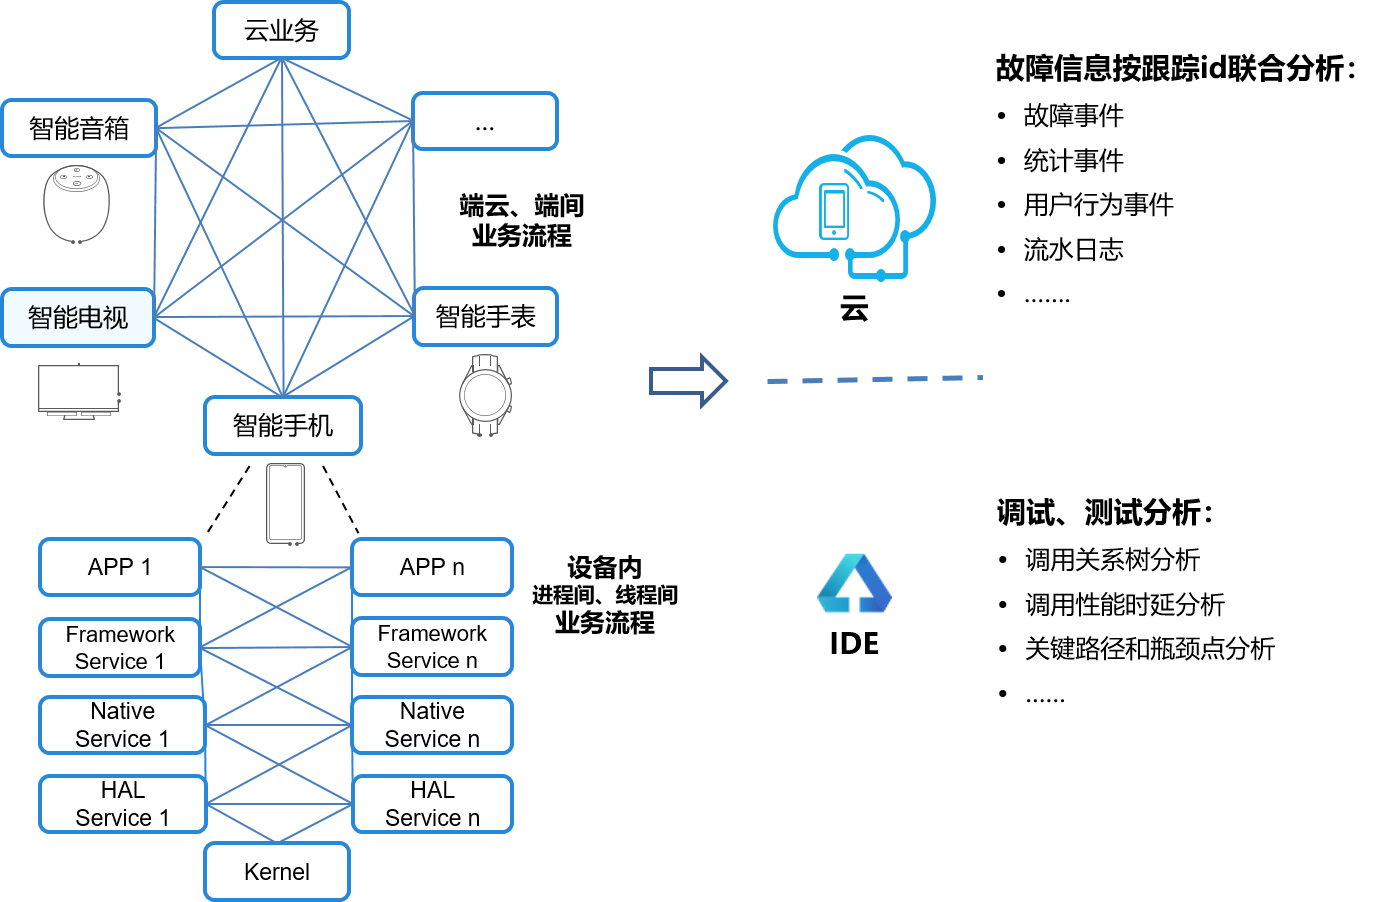 云业务
智能音箱
...
端云、端间
业务流程
智能电视
智能手表
智能手机
APP 1
APP n
Framework
Service 1
Framework
Service n
Native
Service 1
Native
Service n
HAL
Service 1
HAL
Service n
Kernel
设备内
进程间、线程间
业务流程
云
故障信息按跟踪id联合分析：
• 故障事件
• 统计事件
• 用户行为事件
• 流水日志
• .......
IDE
调试、测试分析：
• 调用关系树分析
• 调用性能时延分析
• 关键路径和瓶颈点分析
• ......